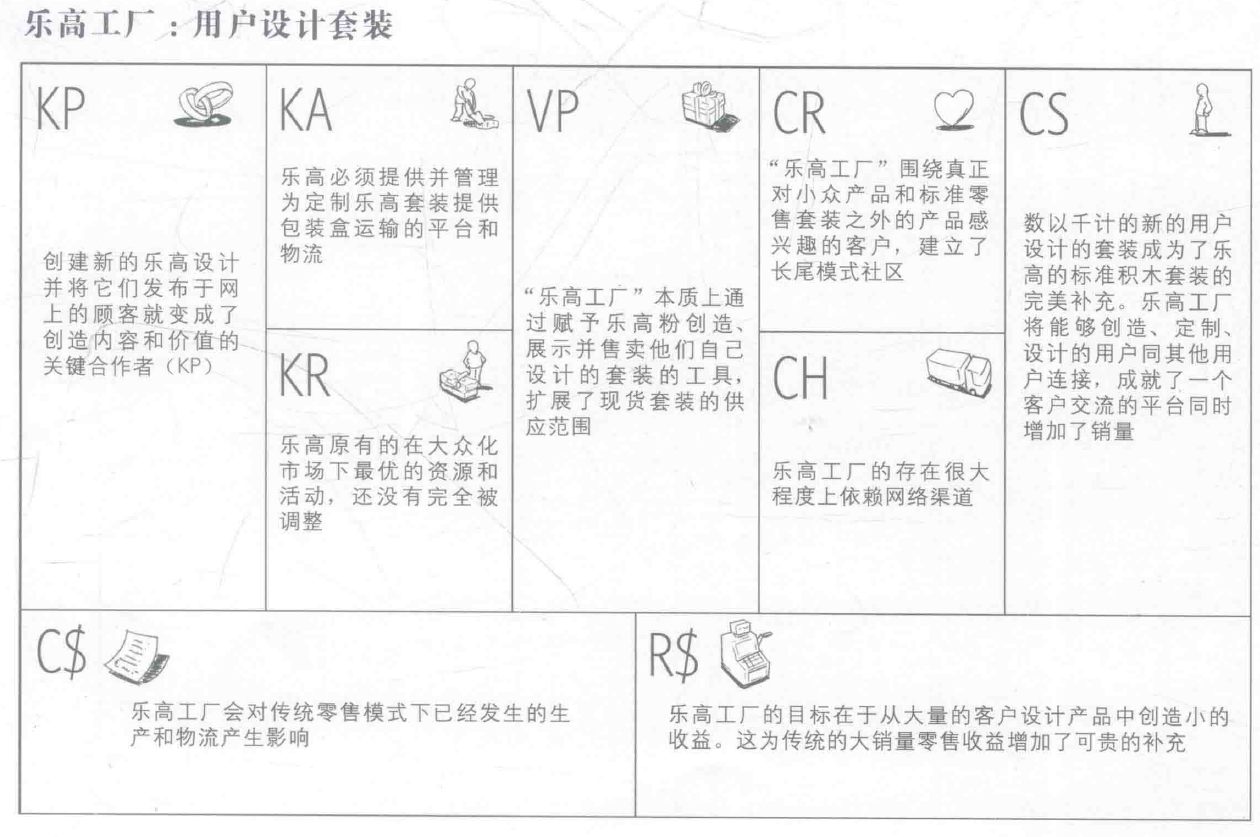 乐高工厂：用户设计套装
KP
创建新的乐高设计
并将它们发布于网
上的顾客就变成了
创造内容和价值的
关键合作者（KP）
KA
乐高必须提供并管理
为定制乐高套装提供
包装盒运输的平台和
物流
KR
乐高原有的在大众化
市场下最优的资源和
活动，还没有完全被
调整
VP
“乐高工厂”本质上通
过赋予乐高粉创造、
展示并售卖他们自己
设计的套装的工具，
扩展了现货套装的供
应范围
CR
“乐高工厂”围绕真正
对小众产品和标准零
售套装之外的产品感
兴趣的客户，建立了
长尾模式社区
CH
乐高工厂的存在很大
程度上依赖网络渠道
CS
数以千计的新的用户
设计的套装成为了乐
高的标准积木套装的
完美补充。乐高工厂
将能够创造、定制、
设计的用户同其他用
户连接，成就了一个
客户交流的平台同时
增加了销量
C$
乐高工厂会对传统零售模式下已经发生的生
产和物流产生影响
R$
乐高工厂的目标在于从大量的客户设计产品中创造小的
收益。这为传统的大销量零售收益增加了可贵的补充